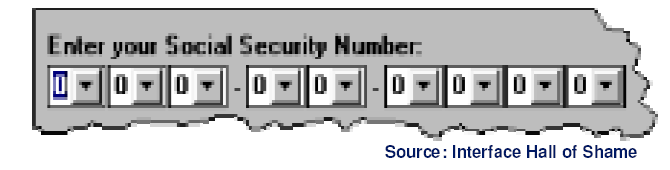 Enter your Social Security Number:
0 0 0 - 0 0 - 0 0 0 0
Source: Interface Hall of Shame